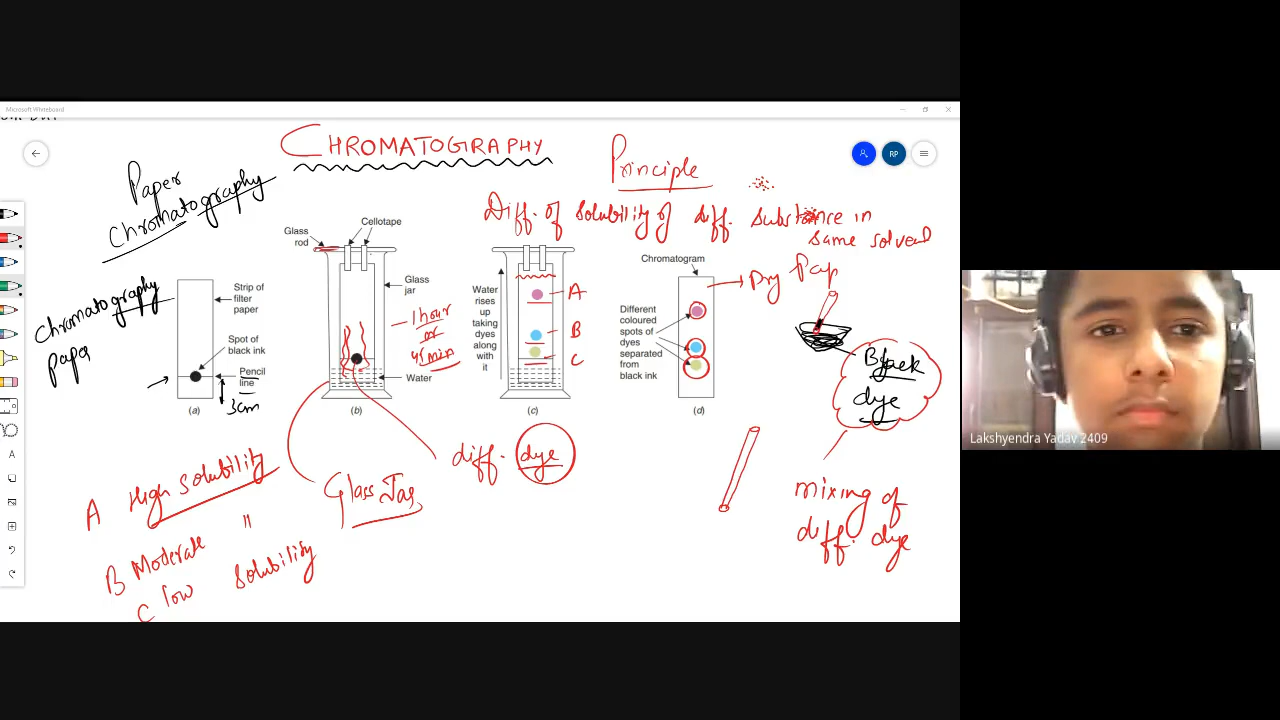 Microsoft Whiteboard
CHROMATOGRAPHY
Principle
Paper
Chromatography
Diff. of solubility of diff. substance in
same solvent
RP
Chromatography
papar
Strip of
filter
paper
Spot of
black ink
Pencil
line
3cm
(a)
Glass
rod
Cellotape
Glass
jar
1 hour
or
45 min
Water
(b)
Water
rises
up
taking
dyes
along
with
it
A
B
C
(c)
Chromatogram
Dry Pap
Different
coloured
spots of
dyes
separated
from
black ink
(d)
Black
dye
mixing of
diff. dye
diff. dye
Glass Jar
A High Solubility
B Moderate "
C low solubility
Lakshyendra Yadav 2409